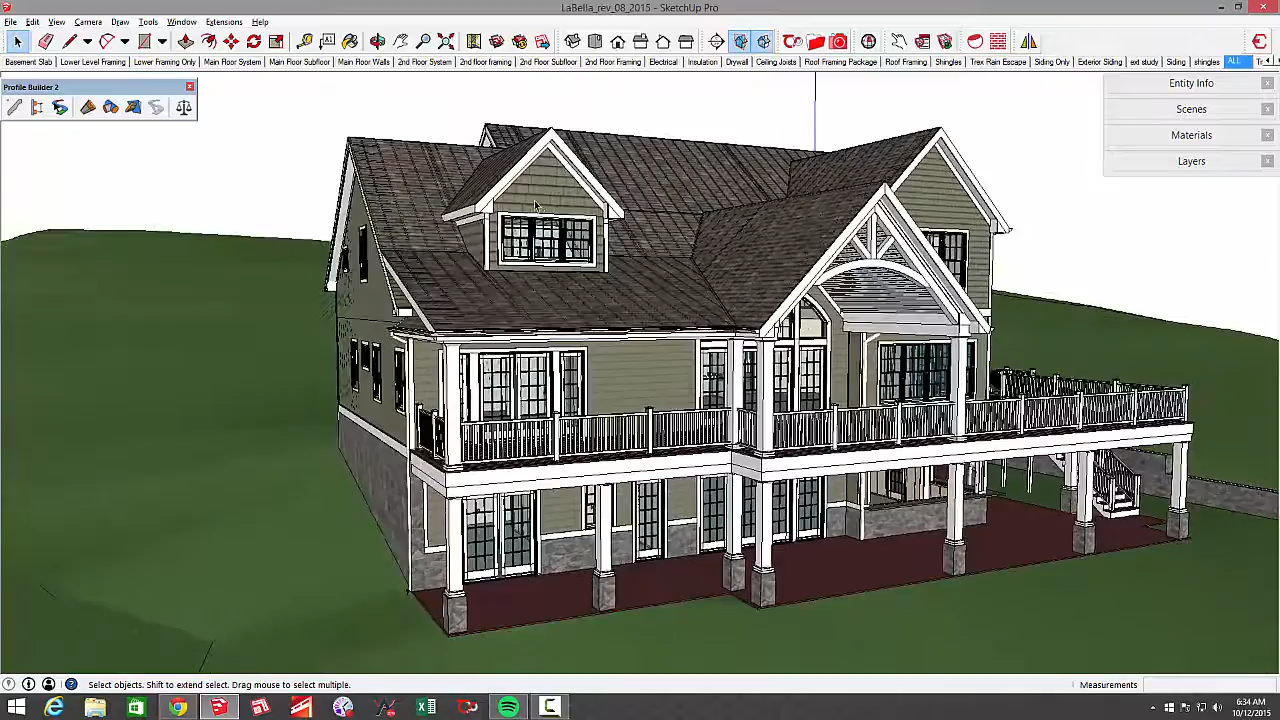 LaBella_rev_08_2015 - SketchUp Pro
File Edit View Camera Draw Tools Window Extensions Help
Basement Slab Lower Level Framing Lower Framing Only Main Floor System Main Floor Subfloor Main Floor Walls 2nd Floor System 2nd floor framing 2nd Floor Subfloor 2nd Floor Framing Electrical Insulation Drywall Ceiling Joists Roof Framing Package Roof Framing Shingles Trex Rain Escape Siding Only Exterior Siding ext study Siding shingles ALL
Profile Builder 2
Entity Info
Scenes
Materials
Layers
Select objects. Shift to extend select. Drag mouse to select multiple.
Measurements
6:34 AM
10/12/2015